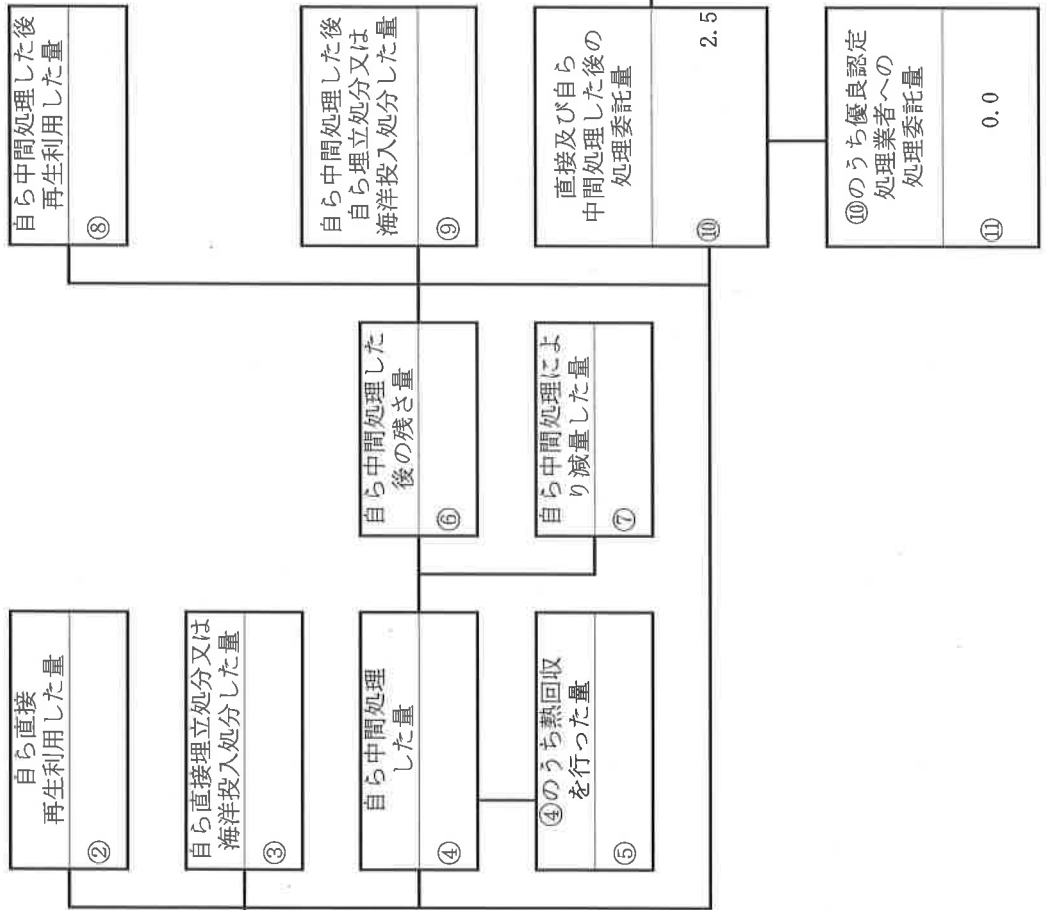 自ら直接
再生利用した量
②
自ら直接埋立処分又は
海洋投入処分した量
③
自ら中間処理
した量
④
④のうち熱回収
を行った量
⑤
自ら中間処理した
後の残さ量
⑥
自ら中間処理によ
り減量した量
⑦
自ら中間処理した後
再生利用した量
⑧
自ら中間処理した後
自ら埋立処分又は
海洋投入処分した量
⑨
直接及び自ら
中間処理した後の
処理委託量
⑩ 2.5
⑩のうち優良認定
処理業者への
処理委託量
⑪ 0.0